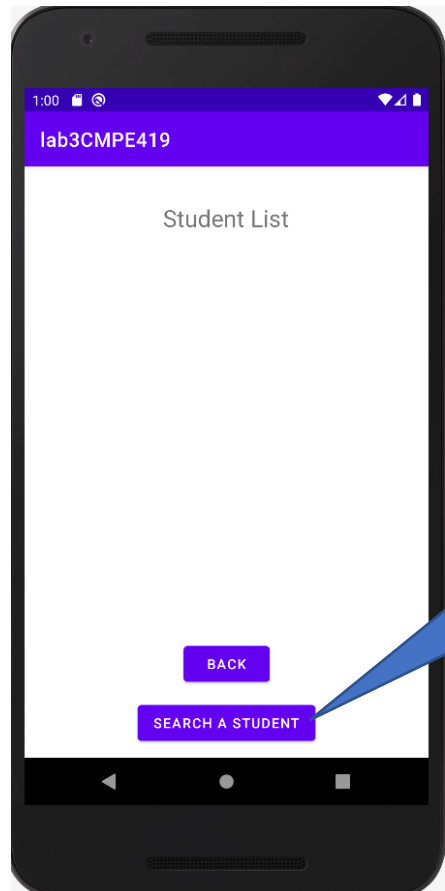 1:00
lab3CMPE419
Student List
BACK
SEARCH A STUDENT